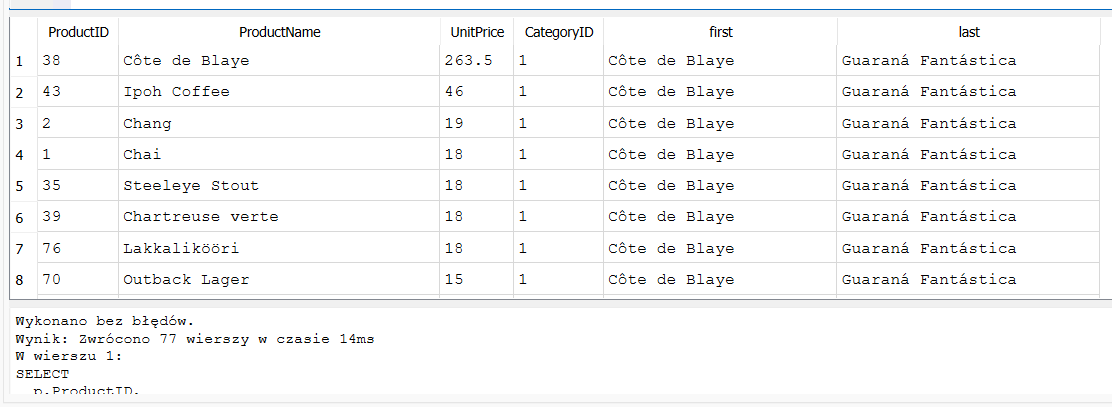 ProductID ProductName UnitPrice CategoryID first last
1 38 Côte de Blaye 263.5 1 Côte de Blaye Guaraná Fantástica
2 43 Ipoh Coffee 46 1 Côte de Blaye Guaraná Fantástica
3 2 Chang 19 1 Côte de Blaye Guaraná Fantástica
4 1 Chai 18 1 Côte de Blaye Guaraná Fantástica
5 35 Steeleye Stout 18 1 Côte de Blaye Guaraná Fantástica
6 39 Chartreuse verte 18 1 Côte de Blaye Guaraná Fantástica
7 76 Lakkalikööri 18 1 Côte de Blaye Guaraná Fantástica
8 70 Outback Lager 15 1 Côte de Blaye Guaraná Fantástica
Wykonano bez błędów.
Wynik: Zwrócono 77 wierszy w czasie 14ms
W wierszu 1:
SELECT
p.ProductID,